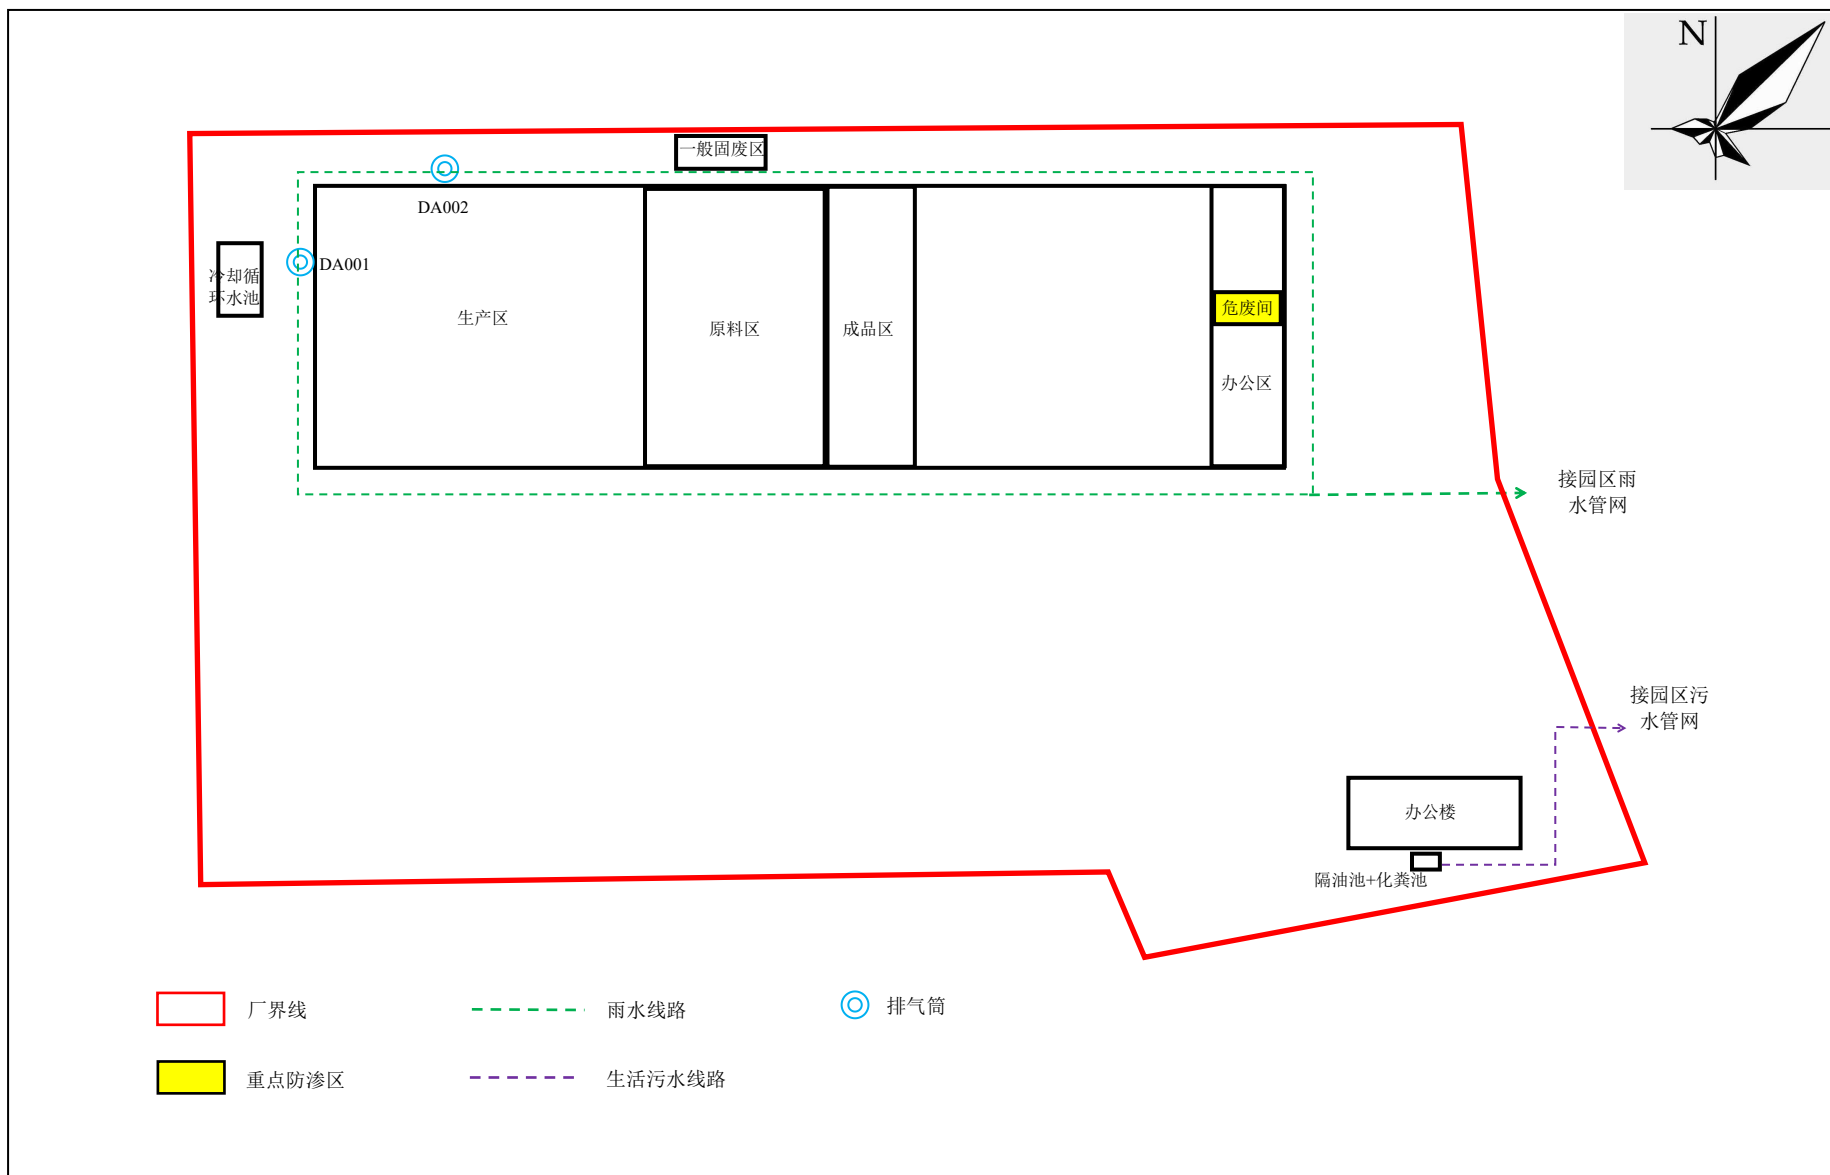 N
一般固废区
DA002
DA001
冷却循
环水池
生产区
原料区
成品区
危废间
办公区
接园区雨
水管网
接园区污
水管网
办公楼
隔油池+化粪池
厂界线
雨水线路
排气筒
重点防渗区
生活污水线路